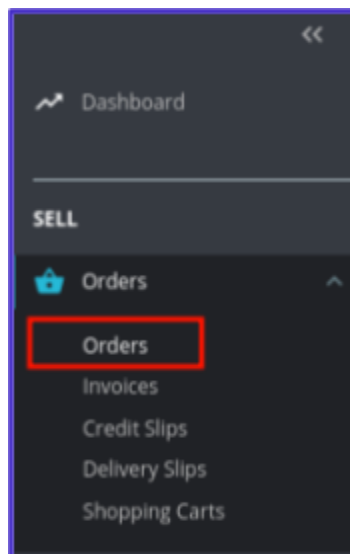 Dashboard
SELL
Orders
Orders
Invoices
Credit Slips
Delivery Slips
Shopping Carts